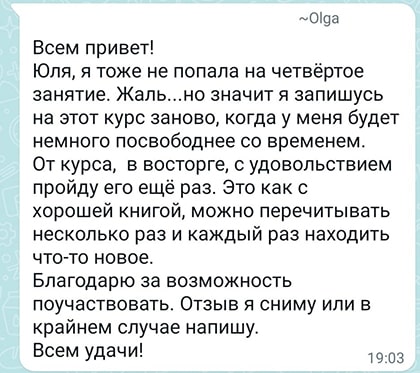 ~Olga
Всем привет!
Юля, я тоже не попала на четвёртое
занятие. Жаль...но значит я запишусь
на этот курс заново, когда у меня будет
немного посвободнее со временем.
От курса,  в восторге, с удовольствием
пройду его ещё раз. Это как с
хорошей книгой, можно перечитывать
несколько раз и каждый раз находить
что-то новое.
Благодарю за возможность
поучаствовать. Отзыв я сниму или в
крайнем случае напишу.
Всем удачи!
19:03